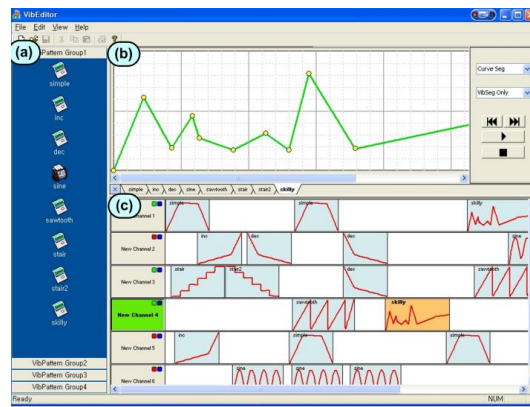 VibEditor
File Edit View Help
(a)
VibPattern Group1
simple
inc
dec
sine
sawtooth
stair
stair2
skilly
VibPattern Group2
VibPattern Group3
VibPattern Group4
(b)
Curve Seg
VibSeg Only
simple inc dec sine sawtooth stair stair2 skilly
(c)
New Channel 1 simple simple skilly
New Channel 2 inc dec dec sine
New Channel 3 stair stair2 dec sawtooth
New Channel 4 sawtooth skilly
New Channel 5 inc simple simple
New Channel 6 sine sine sine
Ready NUM